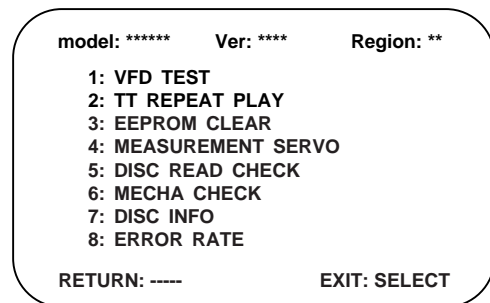 model: ****** Ver: **** Region: **
1: VFD TEST
2: TT REPEAT PLAY
3: EEPROM CLEAR
4: MEASUREMENT SERVO
5: DISC READ CHECK
6: MECHA CHECK
7: DISC INFO
8: ERROR RATE
RETURN: ----- EXIT: SELECT